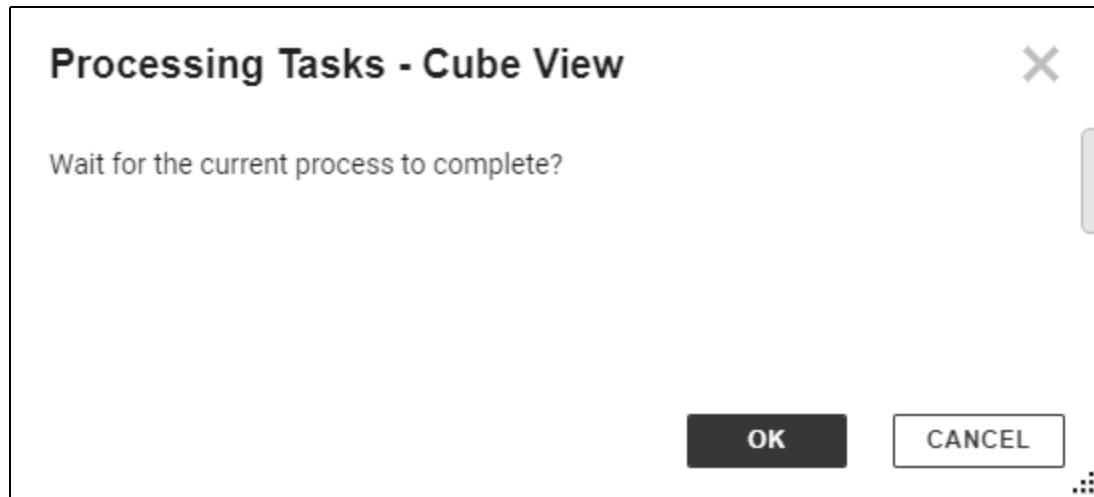 Processing Tasks - Cube View
Wait for the current process to complete?
OK
CANCEL